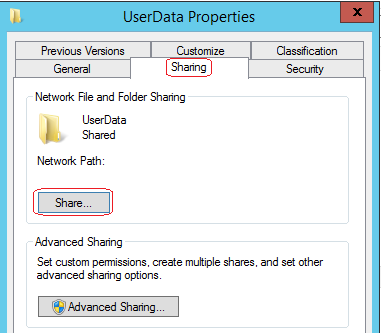 UserData Properties
x
Previous Versions
Customize
Classification
General
Sharing
Security
Network File and Folder Sharing
UserData
Shared
Network Path:
Share...
Advanced Sharing
Set custom permissions, create multiple shares, and set other
advanced sharing options.
Advanced Sharing...